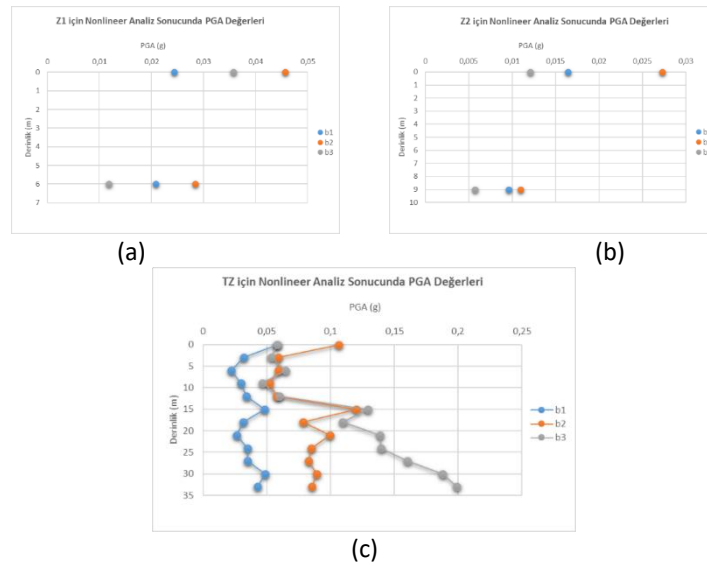 Z1 için Nonlineer Analiz Sonucunda PGA Değerleri
PGA (g)
0 0,01 0,02 0,03 0,04 0,05
0
1
2
3
4
5
6
7
Derinlik (m)
b1
b2
b3
(a)
Z2 için Nonlineer Analiz Sonucunda PGA Değerleri
PGA (g)
0 0,005 0,01 0,015 0,02 0,025 0,03
0
1
2
3
4
5
6
7
8
9
10
Derinlik (m)
(b)
TZ için Nonlineer Analiz Sonucunda PGA Değerleri
PGA (g)
0 0,05 0,1 0,15 0,2 0,25
0
5
10
15
20
25
30
35
Derinlik (m)
b1
b2
b3
(c)